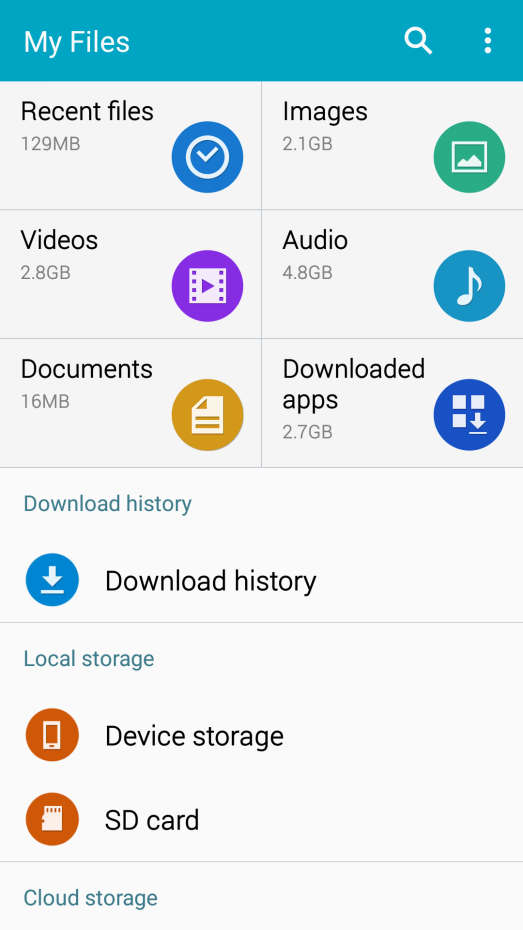 My Files
Recent files
129MB
Images
2.1GB
Videos
2.8GB
Audio
4.8GB
Documents
16MB
Downloaded
apps
2.7GB
Download history
Download history
Local storage
Device storage
SD card
Cloud storage